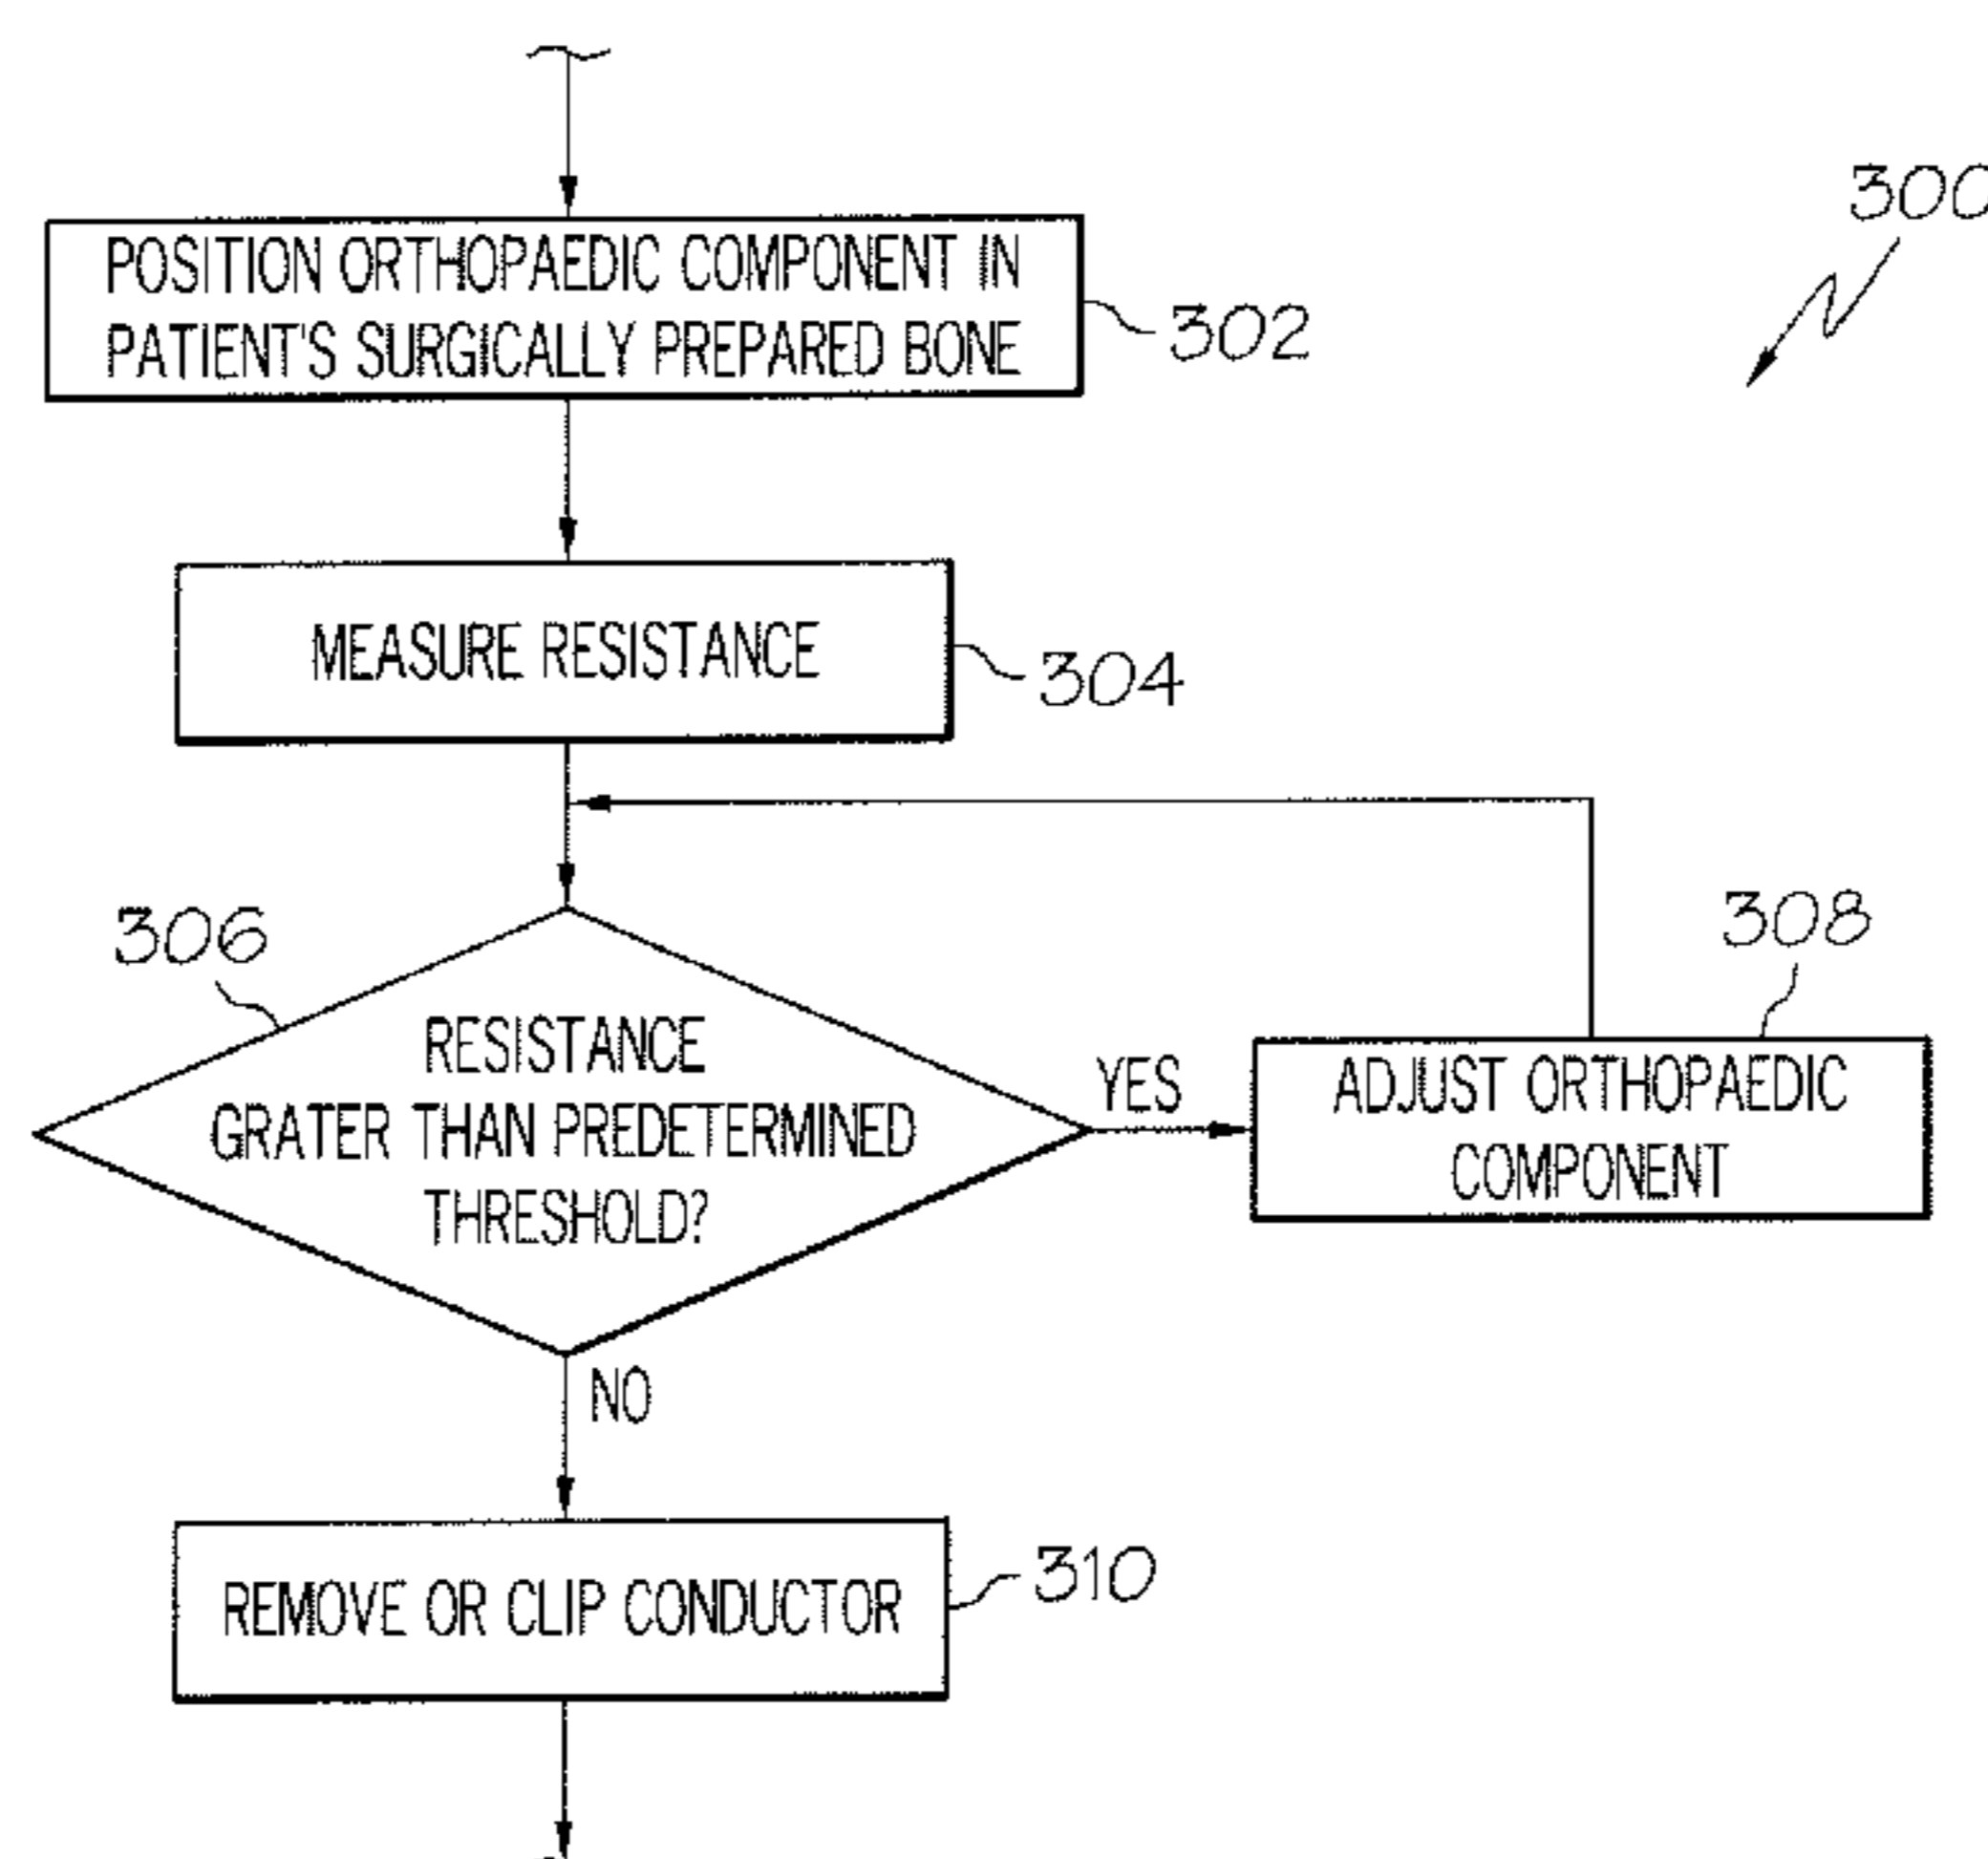 300
POSITION ORTHOPAEDIC COMPONENT IN
PATIENT'S SURGICALLY PREPARED BONE
302
MEASURE RESISTANCE
304
306
RESISTANCE
GRATER THAN PREDETERMINED
THRESHOLD?
YES
308
ADJUST ORTHOPAEDIC
COMPONENT
NO
REMOVE OR CLIP CONDUCTOR
310